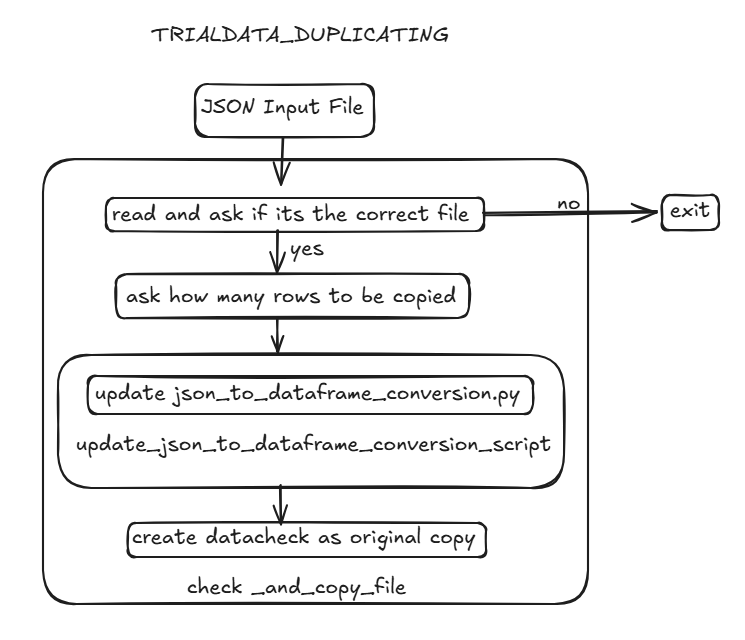 TRIALDATA_DUPLICATING
JSON Input File
read and ask if its the correct file
no
exit
yes
ask how many rows to be copied
update json_to_dataframe_conversion.py
update_json_to_dataframe_conversion_script
create datacheck as original copy
check _and_copy_file